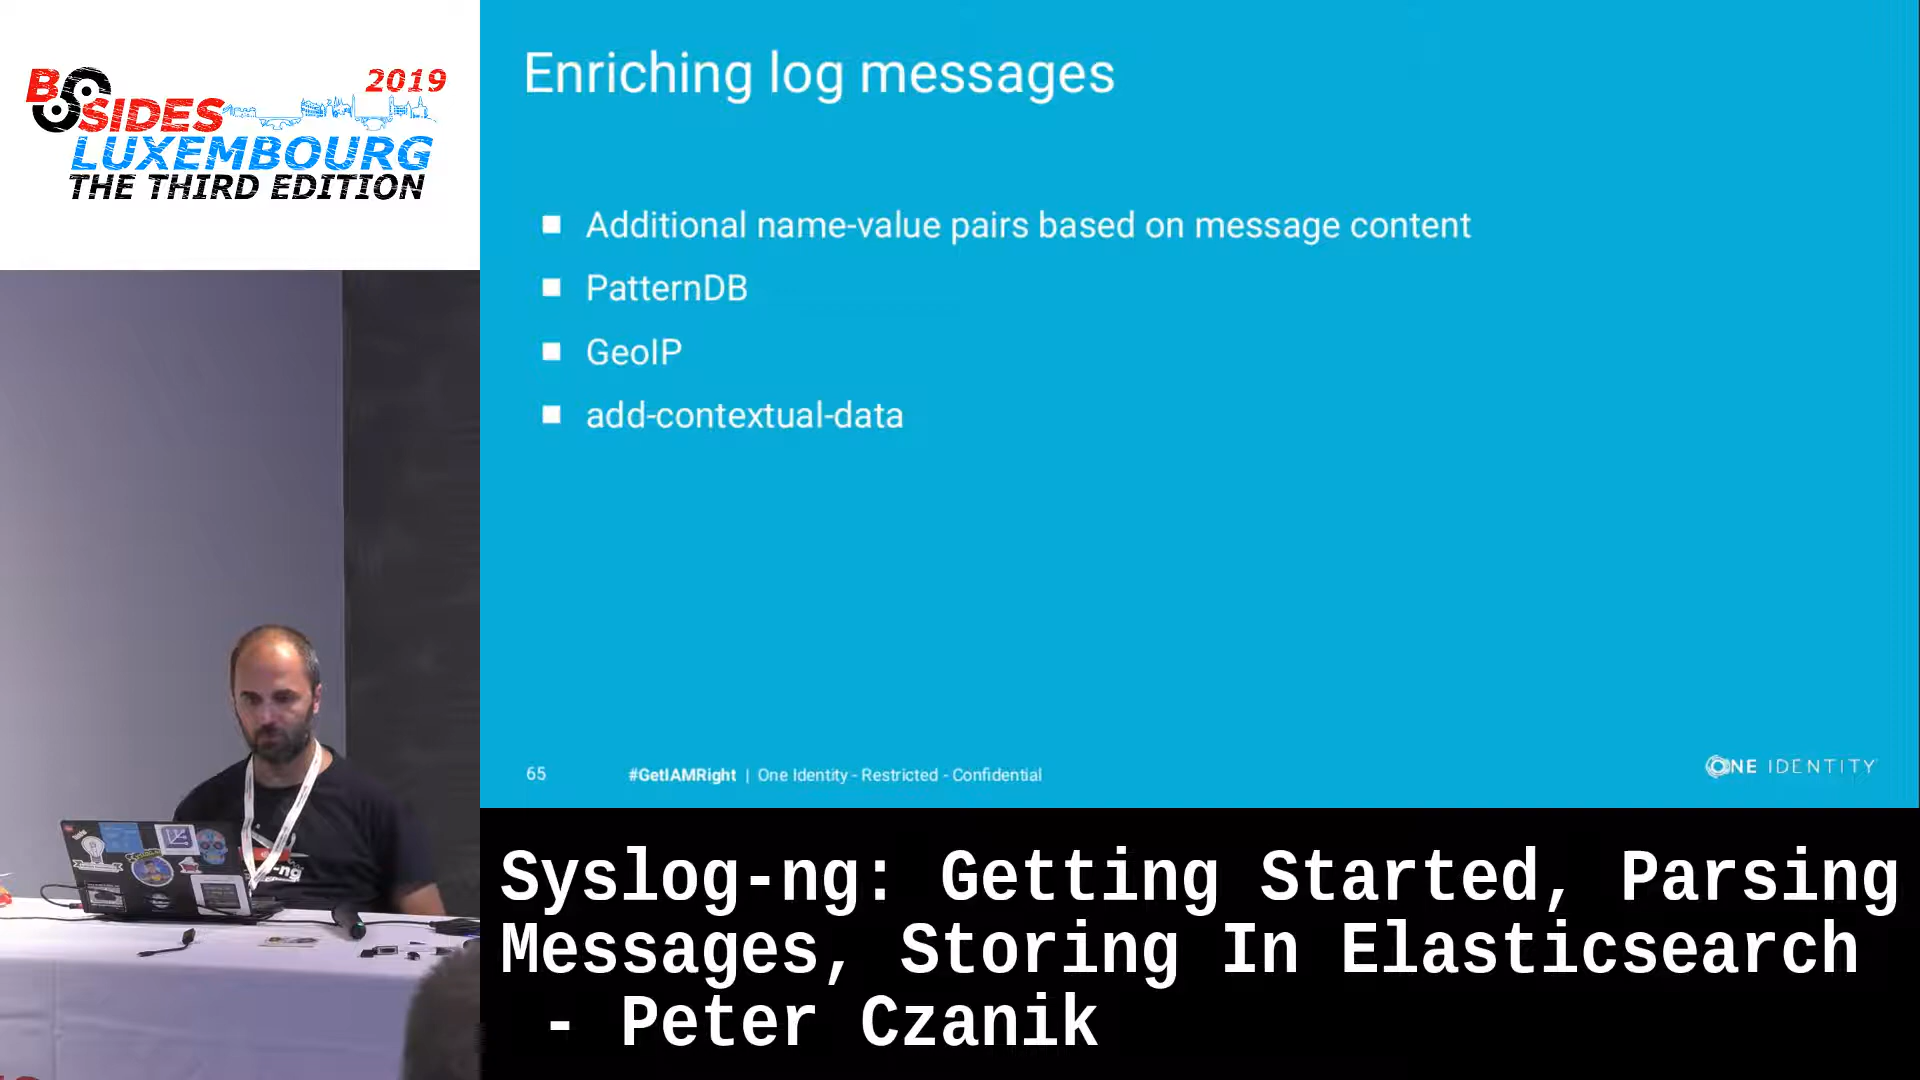 BSIDES 2019
LUXEMBOURG
THE THIRD EDITION
Enriching log messages
Additional name-value pairs based on message content
PatternDB
GeoIP
add-contextual-data
65 #GetIAMRight | One Identity - Restricted - Confidential
ONE IDENTITY
Syslog-ng: Getting Started, Parsing
Messages, Storing In Elasticsearch
- Peter Czanik